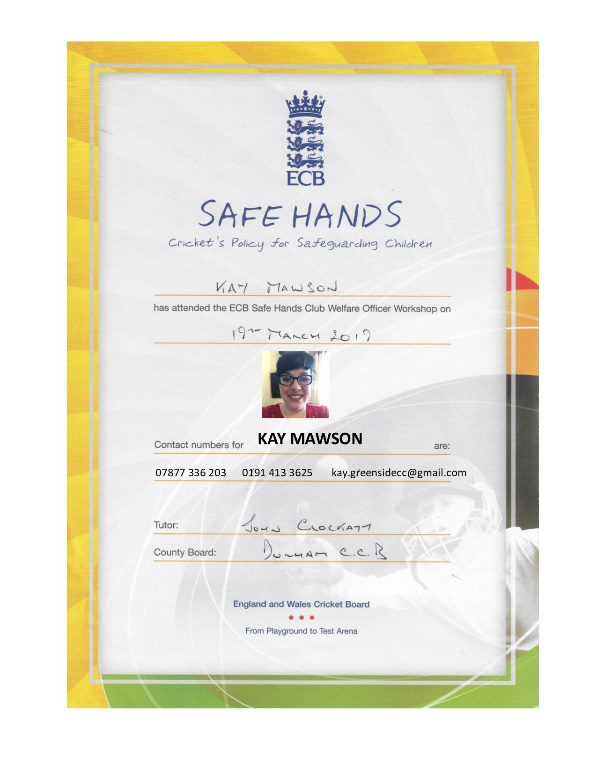 ECB
SAFE HANDS
Cricket's Policy for Safeguarding Children
KAY MAWSON
has attended the ECB Safe Hands Club Welfare Officer Workshop on
19TH MARCH 2017
Contact numbers for KAY MAWSON are:
07877 336 203 0191 413 3625 kay.greensidecc@gmail.com
Tutor: JOHN CROCKATT
County Board: DURHAM C.C.B
England and Wales Cricket Board
From Playground to Test Arena